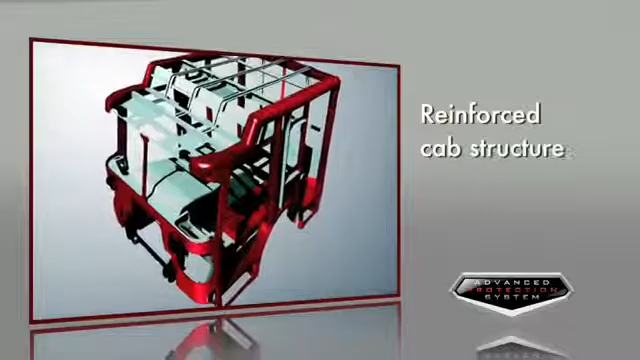 Reinforced
cab structure
ADVANCED
PROTECTION
SYSTEM